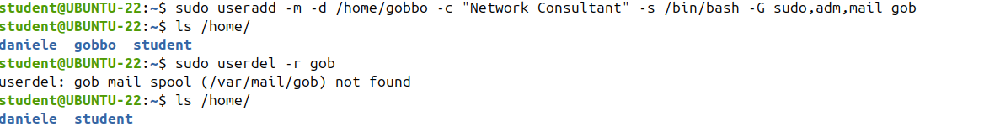 student@UBUNTU-22:~$ sudo useradd -m -d /home/gobbo -c "Network Consultant" -s /bin/bash -G sudo,adm,mail gob
student@UBUNTU-22:~$ ls /home/
daniele  gobbo  student
student@UBUNTU-22:~$ sudo userdel -r gob
userdel: gob mail spool (/var/mail/gob) not found
student@UBUNTU-22:~$ ls /home/
daniele  student